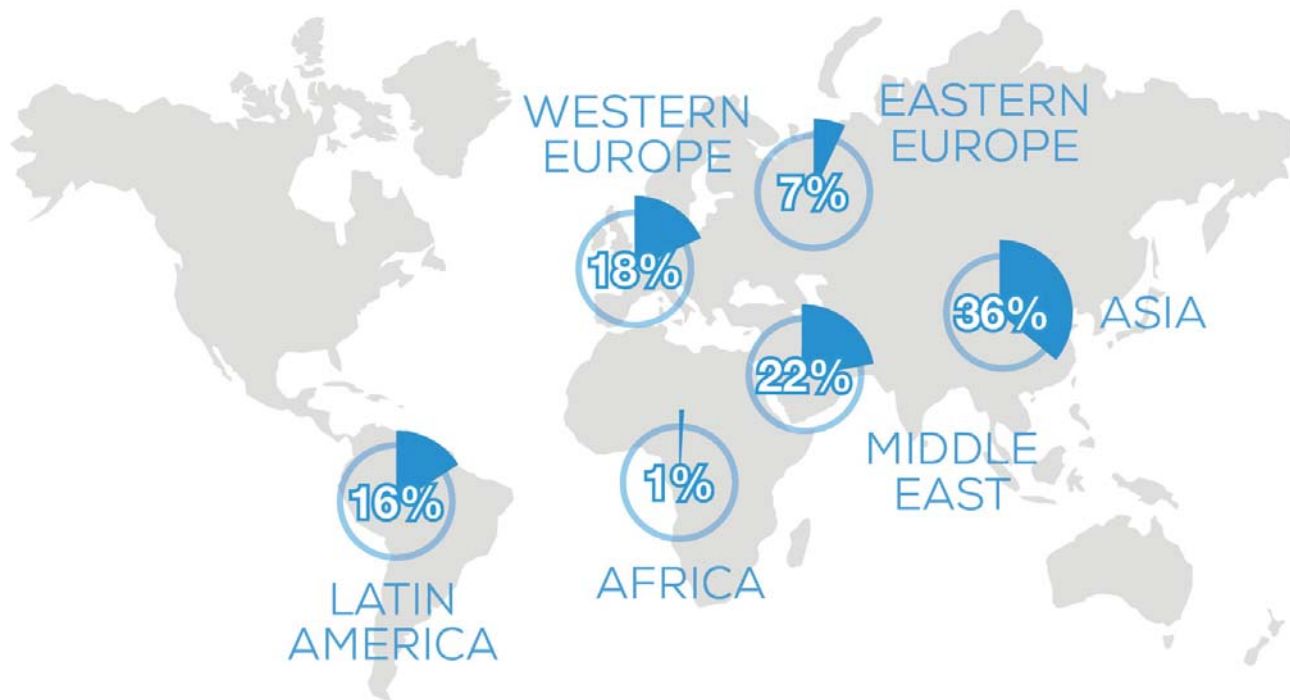 WESTERN
EUROPE
18%
EASTERN
EUROPE
7%
36%
ASIA
22%
MIDDLE
EAST
1%
AFRICA
16%
LATIN
AMERICA